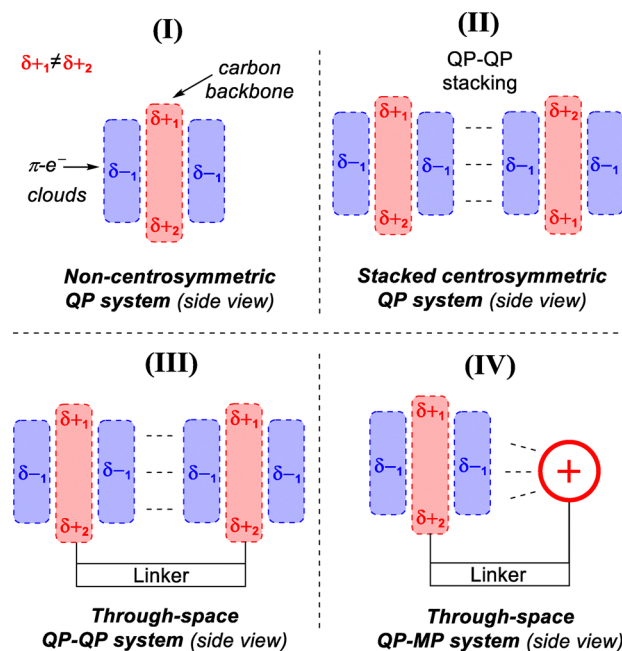 (I)
δ+₁≠δ+₂
carbon
backbone
δ+₁
π-e⁻
clouds
δ−₁
δ−₁
δ+₂
Non-centrosymmetric
QP system (side view)
(II)
QP-QP
stacking
δ+₁
δ+₂
δ−₁
δ−₁
δ−₁
δ−₁
δ+₂
δ+₁
Stacked centrosymmetric
QP system (side view)
(III)
δ+₁
δ+₁
δ−₁
δ−₁
δ−₁
δ−₁
δ+₂
δ+₂
Linker
Through-space
QP-QP system (side view)
(IV)
δ+₁
δ−₁
δ−₁
+
δ+₂
Linker
Through-space
QP-MP system (side view)